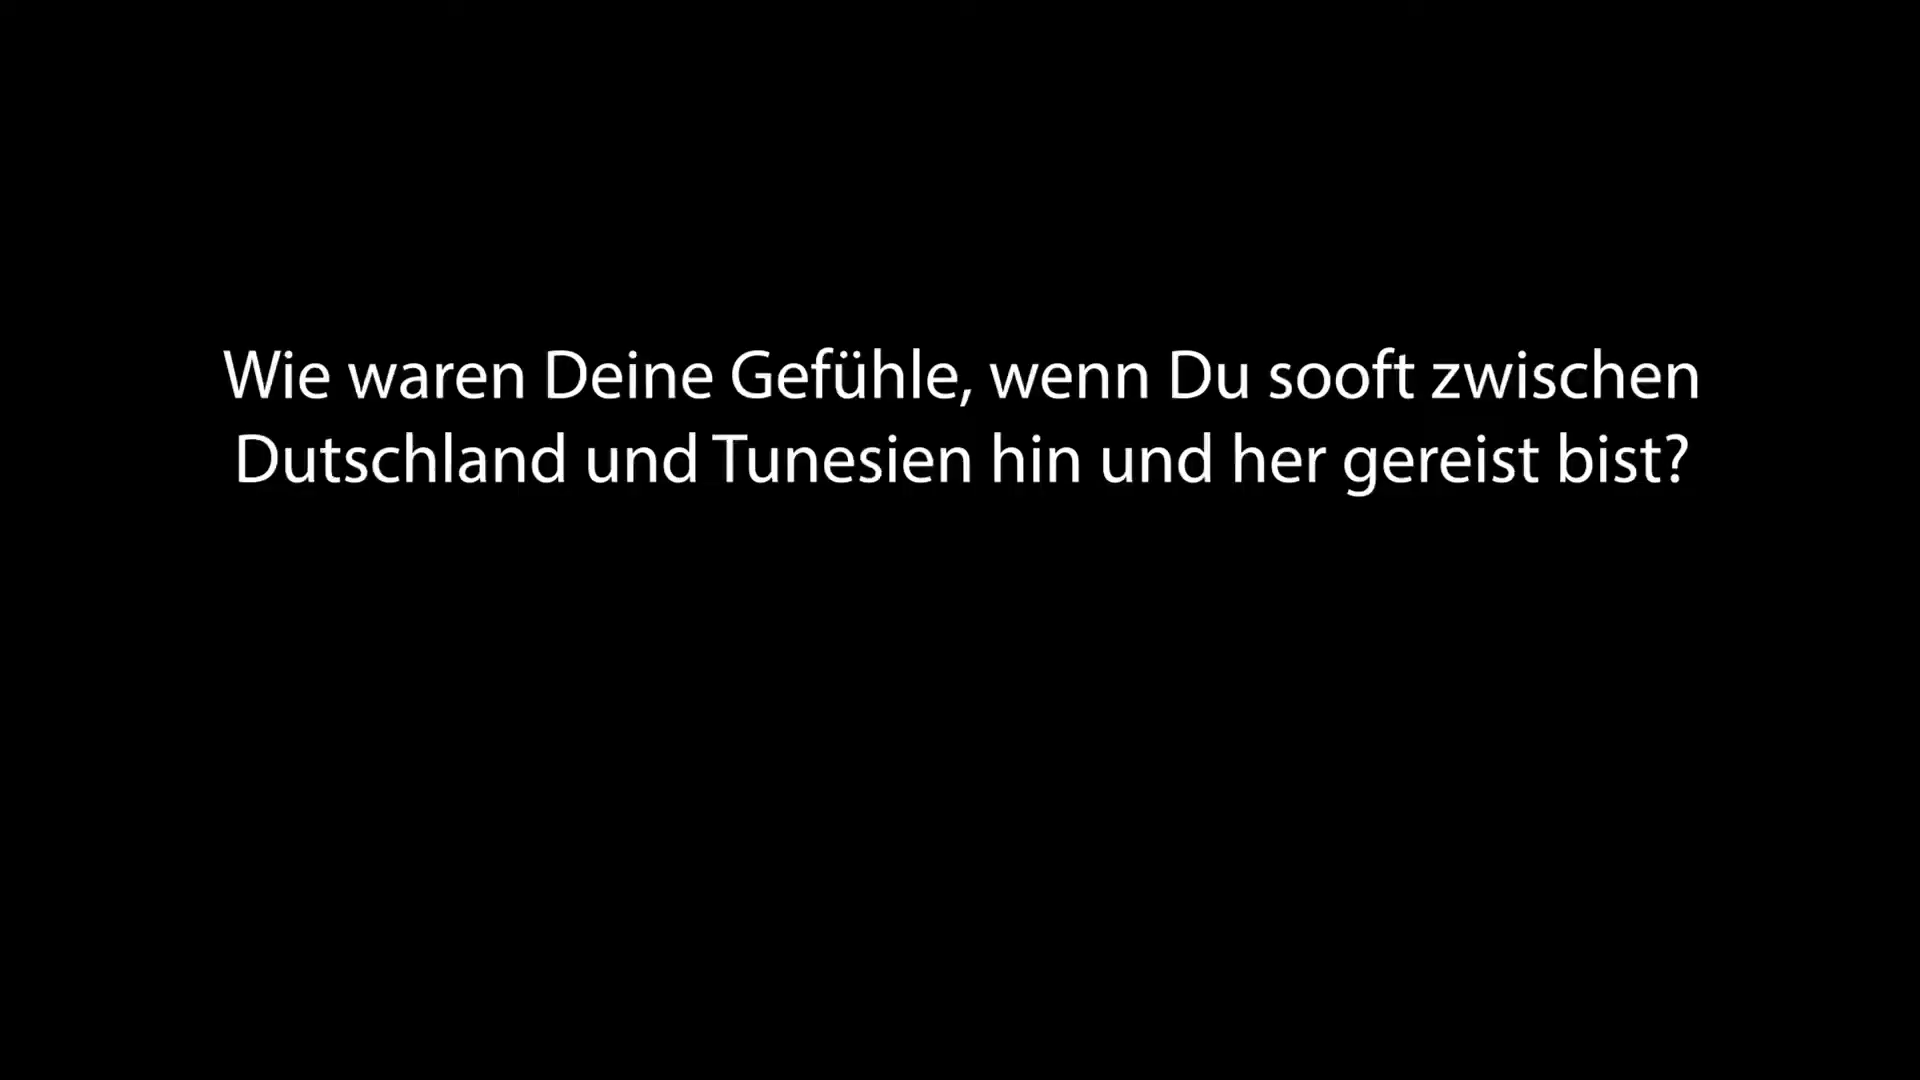 Wie waren Deine Gefühle, wenn Du sooft zwischen
Dutschland und Tunesien hin und her gereist bist?